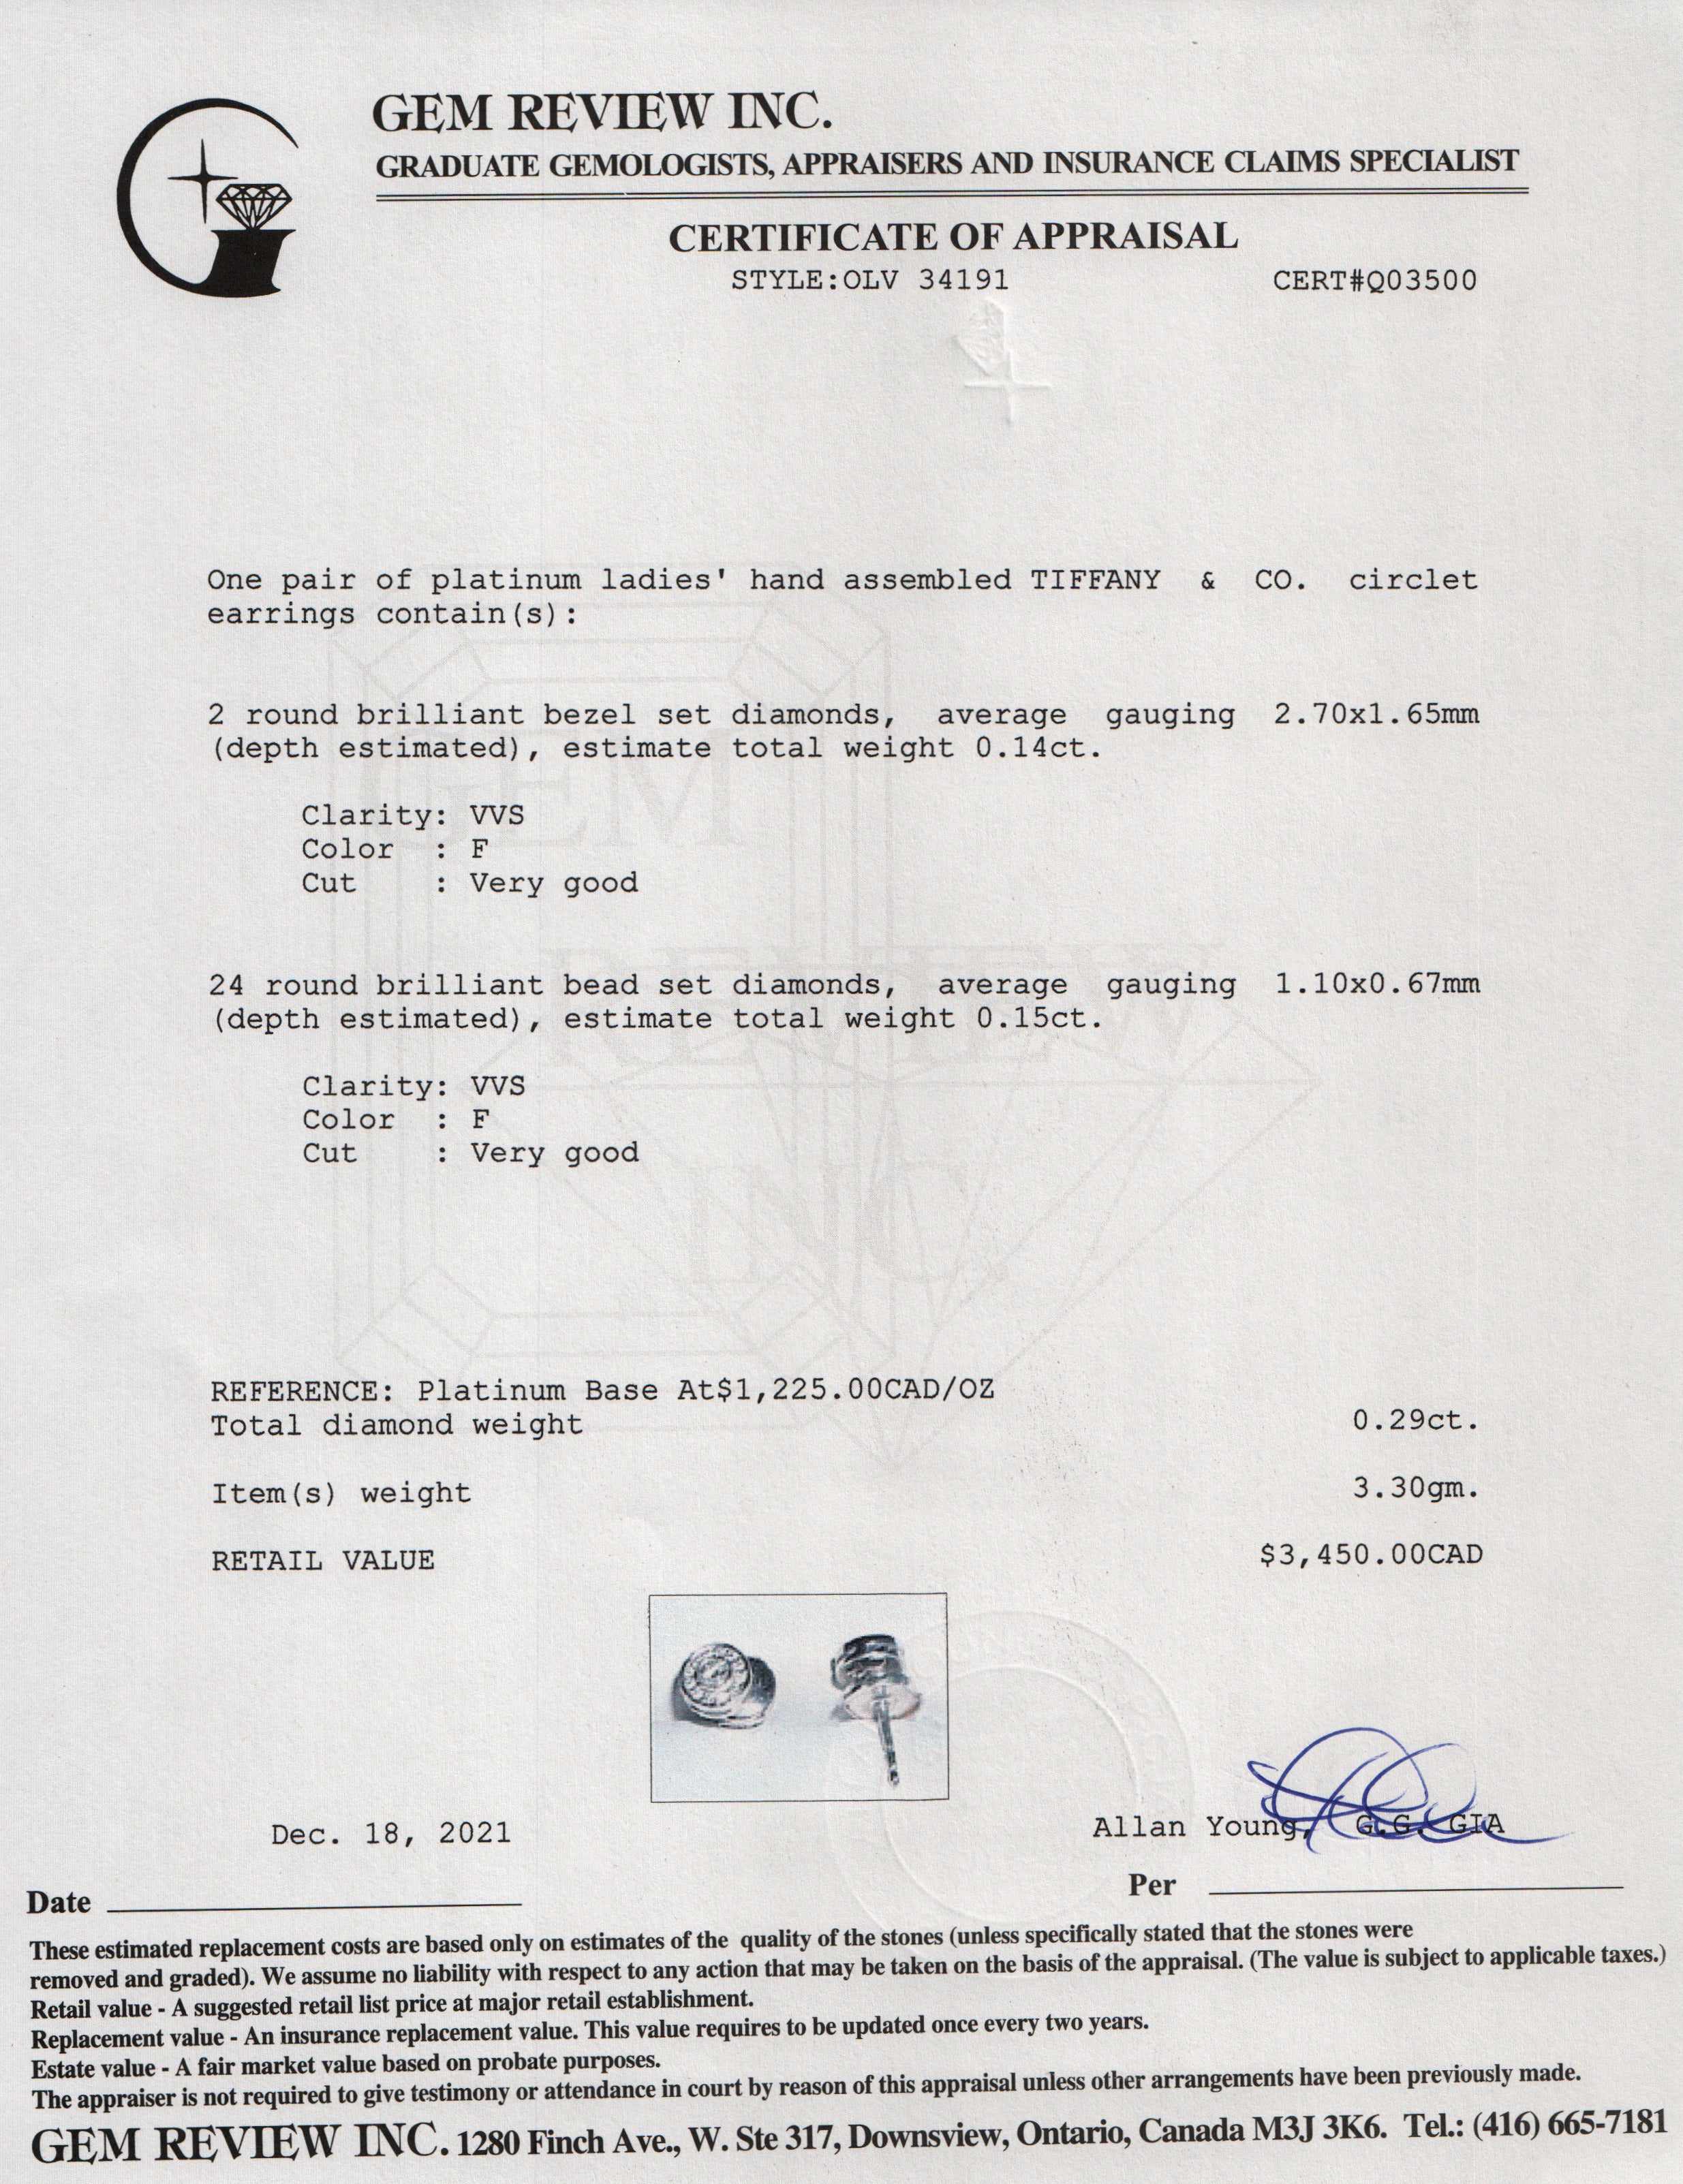 GEM REVIEW INC.
GRADUATE GEMOLOGISTS, APPRAISERS AND INSURANCE CLAIMS SPECIALIST
CERTIFICATE OF APPRAISAL
STYLE:OLV 34191 CERT#Q03500
One pair of platinum ladies' hand assembled TIFFANY & CO. circlet
earrings contain(s):
2 round brilliant bezel set diamonds, average gauging 2.70x1.65mm
(depth estimated), estimate total weight 0.14ct.
Clarity: VVS
Color : F
Cut : Very good
24 round brilliant bead set diamonds, average gauging 1.10x0.67mm
(depth estimated), estimate total weight 0.15ct.
Clarity: VVS
Color : F
Cut : Very good
GEM
REVIEW
INC.
REFERENCE: Platinum Base At$1,225.00CAD/OZ
Total diamond weight 0.29ct.
Item(s) weight 3.30gm.
RETAIL VALUE $3,450.00CAD
Dec. 18, 2021 Allan Young, G.G. GIA
Date Per
These estimated replacement costs are based only on estimates of the quality of the stones (unless specifically stated that the stones were
removed and graded). We assume no liability with respect to any action that may be taken on the basis of the appraisal. (The value is subject to applicable taxes.)
Retail value - A suggested retail list price at major retail establishment.
Replacement value - An insurance replacement value. This value requires to be updated once every two years.
Estate value - A fair market value based on probate purposes.
The appraiser is not required to give testimony or attendance in court by reason of this appraisal unless other arrangements have been previously made.
GEM REVIEW INC. 1280 Finch Ave., W. Ste 317, Downsview, Ontario, Canada M3J 3K6. Tel.: (416) 665-7181